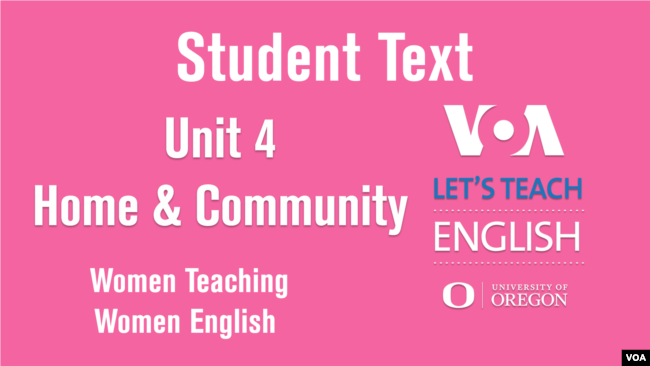 Student Text
Unit 4
Home & Community
Women Teaching
Women English
VOA
LET'S TEACH
ENGLISH
UNIVERSITY OF
OREGON
VOA